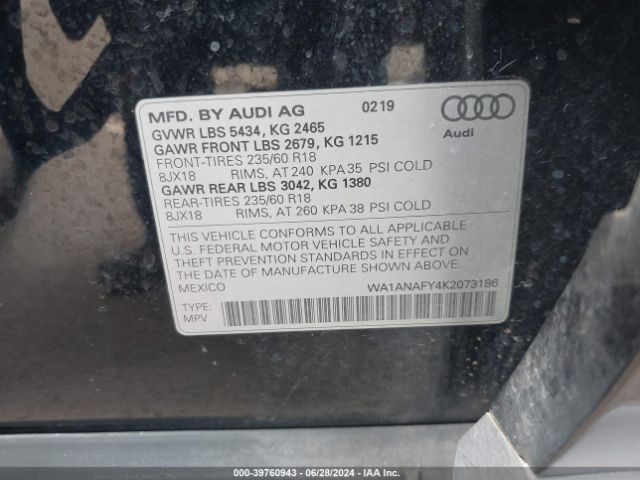 MFD. BY AUDI AG 0219
GVWR LBS 5434, KG 2465
GAWR FRONT LBS 2679, KG 1215
Audi
FRONT-TIRES 235/60 R18
8JX18 RIMS, AT 240 KPA 35 PSI COLD
GAWR REAR LBS 3042, KG 1380
REAR-TIRES 235/60 R18
8JX18 RIMS, AT 260 KPA 38 PSI COLD
THIS VEHICLE CONFORMS TO ALL APPLICABLE
U.S. FEDERAL MOTOR VEHICLE SAFETY AND
THEFT PREVENTION STANDARDS IN EFFECT ON
THE DATE OF MANUFACTURE SHOWN ABOVE.
MEXICO WA1ANAFY4K2073186
TYPE:
MPV
000-39760943 / 06/28/2024 / IAA Inc.